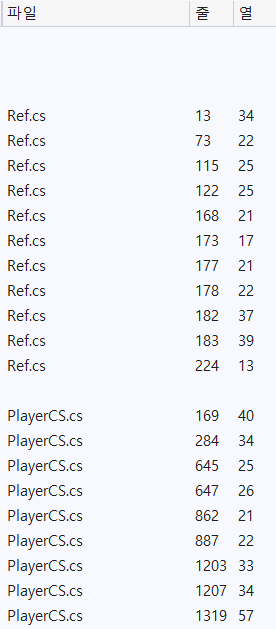 파일 줄 열
Ref.cs 13 34
Ref.cs 73 22
Ref.cs 115 25
Ref.cs 122 25
Ref.cs 168 21
Ref.cs 173 17
Ref.cs 177 21
Ref.cs 178 22
Ref.cs 182 37
Ref.cs 183 39
Ref.cs 224 13
PlayerCS.cs 169 40
PlayerCS.cs 284 34
PlayerCS.cs 645 25
PlayerCS.cs 647 26
PlayerCS.cs 862 21
PlayerCS.cs 887 22
PlayerCS.cs 1203 33
PlayerCS.cs 1207 34
PlayerCS.cs 1319 57